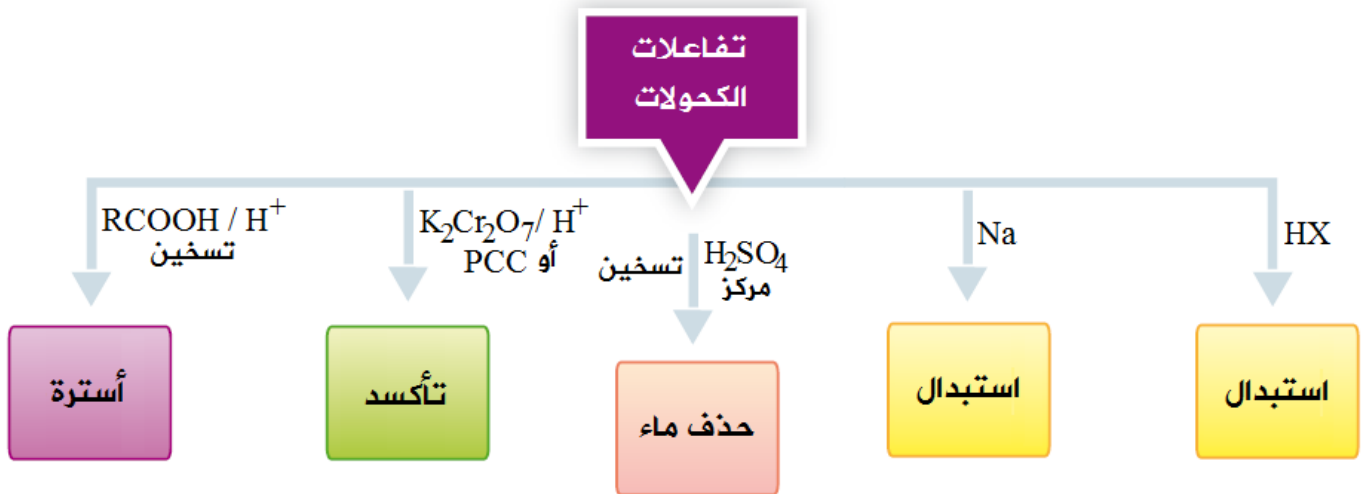 تفاعلات
الكحولات
HX
Na
H₂SO₄
مركز
تسخين
K₂Cr₂O₇/ H⁺
أو PCC
RCOOH / H⁺
تسخين
استبدال
استبدال
حذف ماء
تأكسد
أسترة